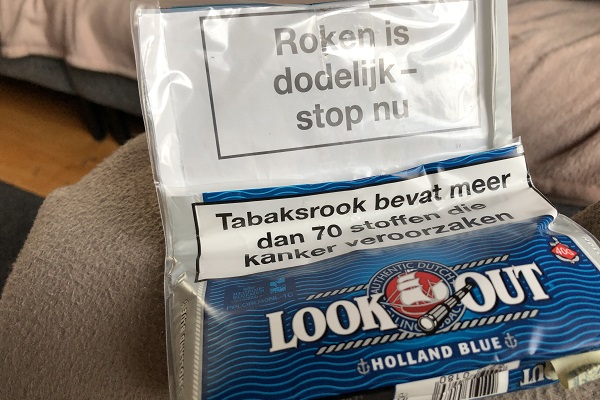 Roken is
dodelijk –
stop nu
Tabaksrook bevat meer
dan 70 stoffen die
kanker veroorzaken
AUTHENTIC DUTCH
400
LOOK OUT
HOLLAND BLUE